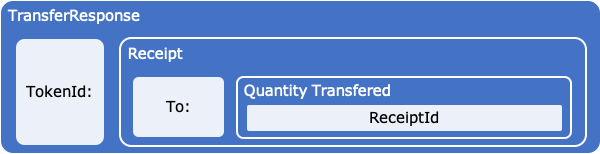 TransferResponse
Receipt
TokenId:
To:
Quantity Transfered
ReceiptId